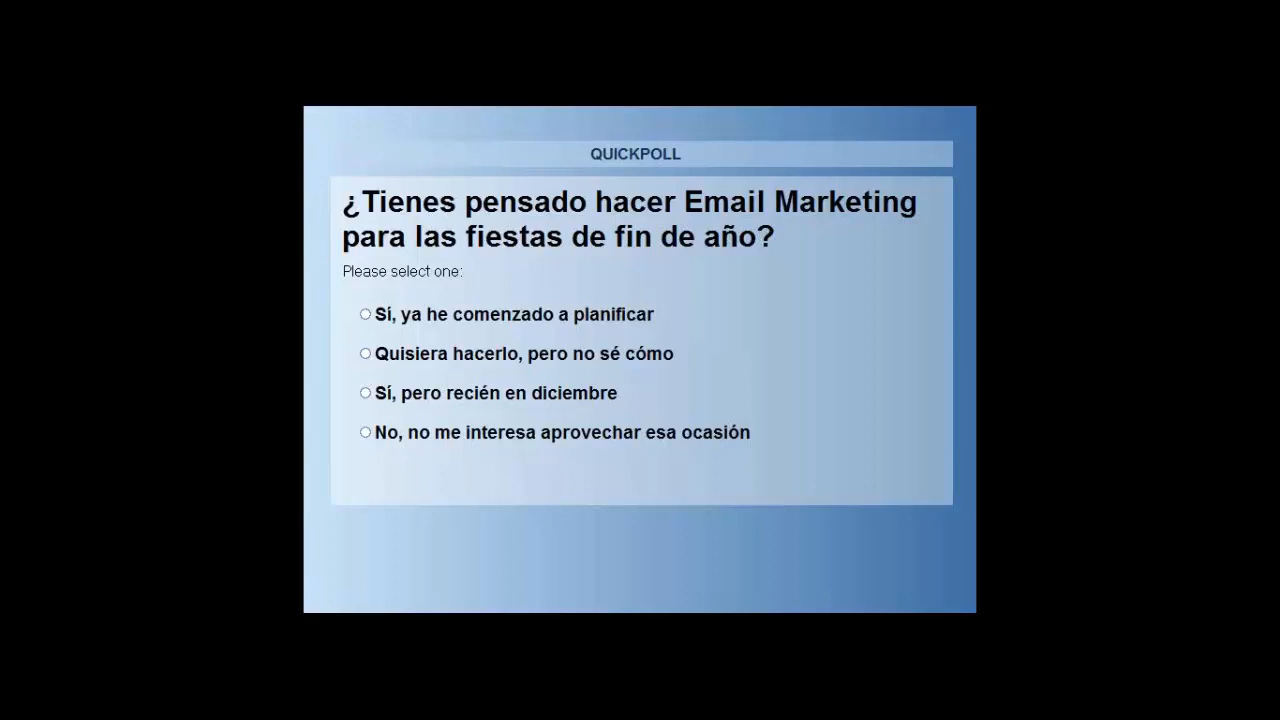 QUICKPOLL
¿Tienes pensado hacer Email Marketing
para las fiestas de fin de año?
Please select one:
Sí, ya he comenzado a planificar
Quisiera hacerlo, pero no sé cómo
Sí, pero recién en diciembre
No, no me interesa aprovechar esa ocasión